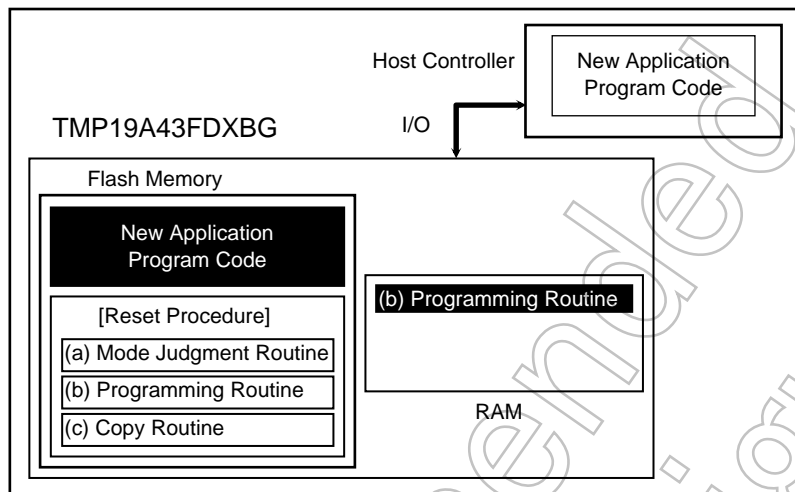 Host Controller
New Application
Program Code
TMP19A43FDXBG
I/O
Flash Memory
New Application
Program Code
[Reset Procedure]
(a) Mode Judgment Routine
(b) Programming Routine
(c) Copy Routine
(b) Programming Routine
RAM